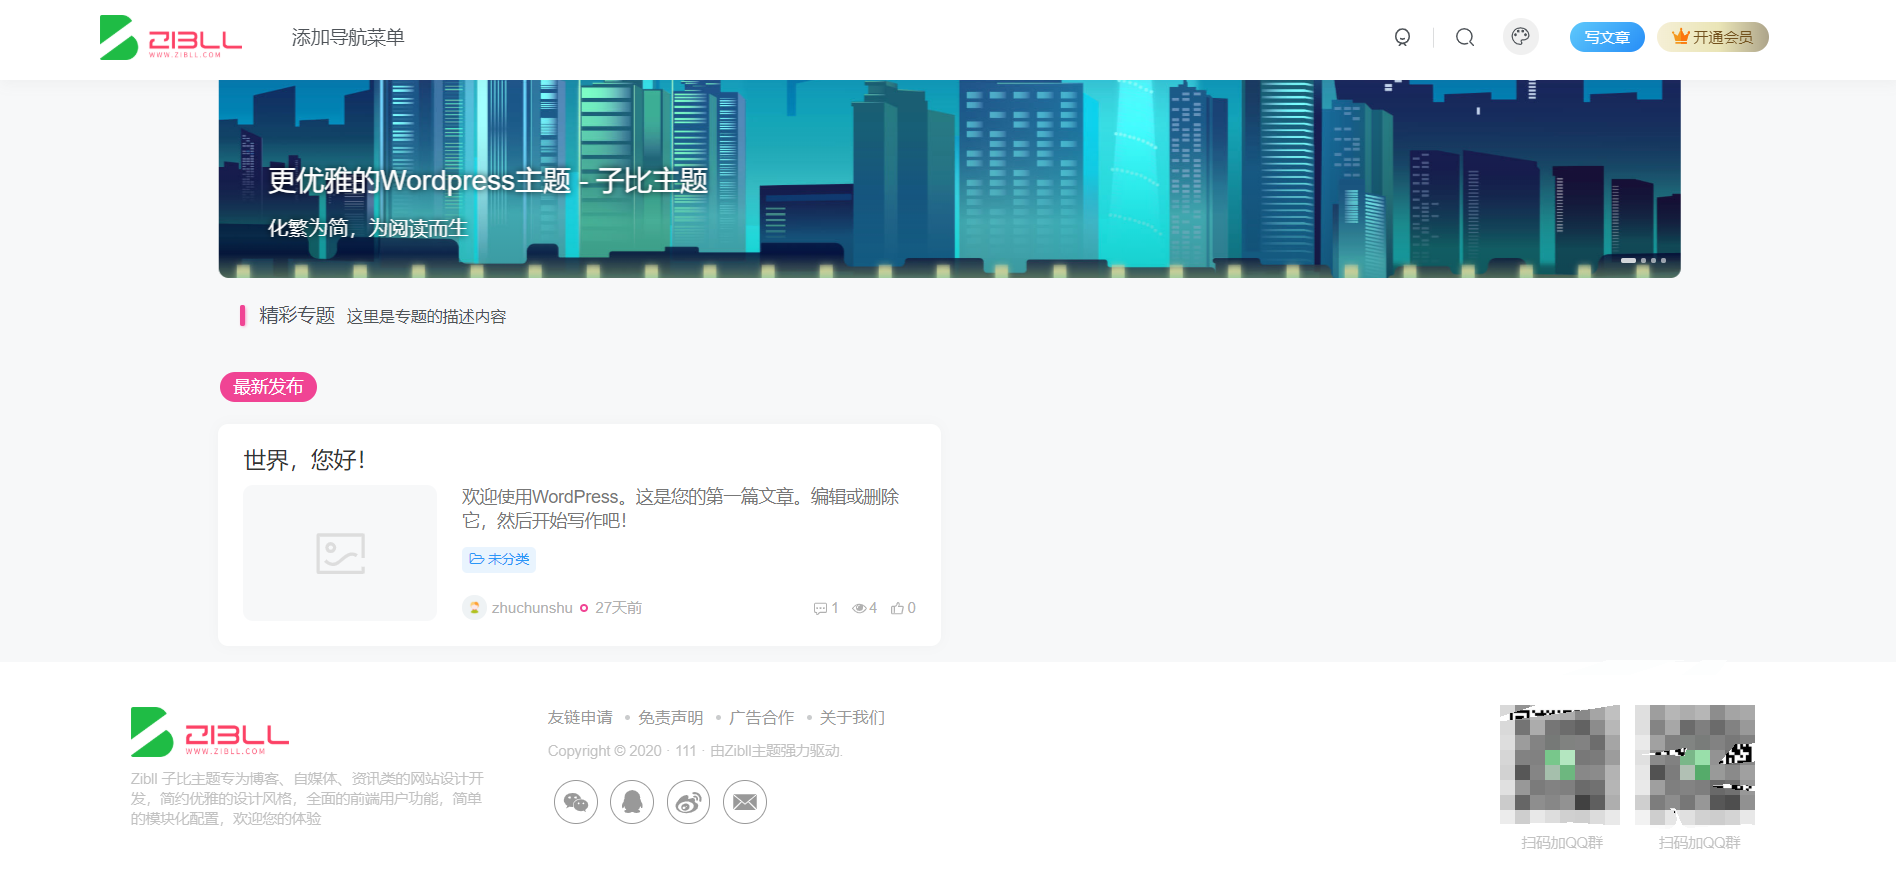 ZIBLL
WWW.ZIBLL.COM
添加导航菜单
写文章
开通会员
更优雅的Wordpress主题 - 子比主题
化繁为简，为阅读而生
精彩专题 这里是专题的描述内容
最新发布
世界，您好！
欢迎使用WordPress。这是您的第一篇文章。编辑或删除
它，然后开始写作吧！
未分类
zhuchunshu 27天前 1 4 0
ZIBLL
WWW.ZIBLL.COM
Zibll 子比主题专为博客、自媒体、资讯类的网站设计开
发，简约优雅的设计风格，全面的前端用户功能，简单
的模块化配置，欢迎您的体验
友链申请 • 免责声明 • 广告合作 • 关于我们
Copyright © 2020 · 111 · 由Zibll主题强力驱动.
扫码加QQ群 扫码加QQ群